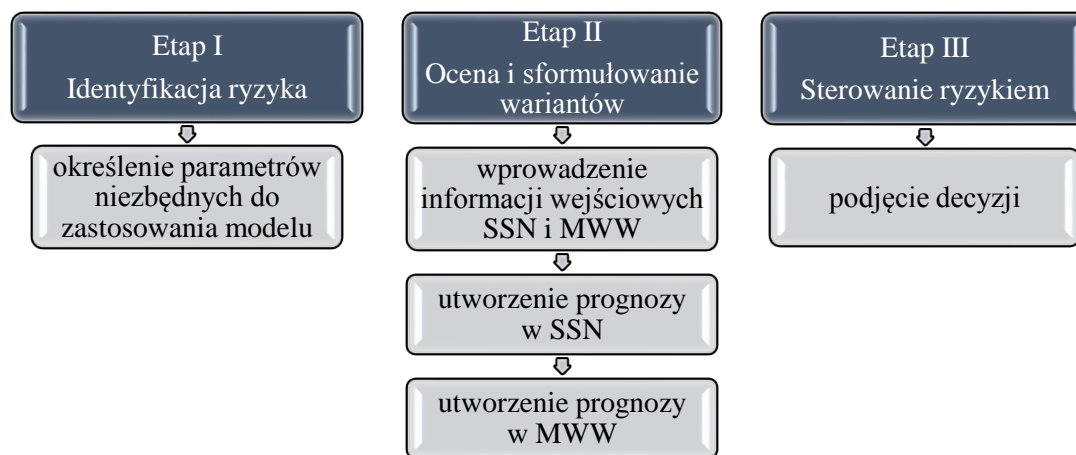 Etap I
Identyfikacja ryzyka
określenie parametrów
niezbędnych do
zastosowania modelu
Etap II
Ocena i sformułowanie
wariantów
wprowadzenie
informacji wejściowych
SSN i MWW
utworzenie prognozy
w SSN
utworzenie prognozy
w MWW
Etap III
Sterowanie ryzykiem
podjęcie decyzji